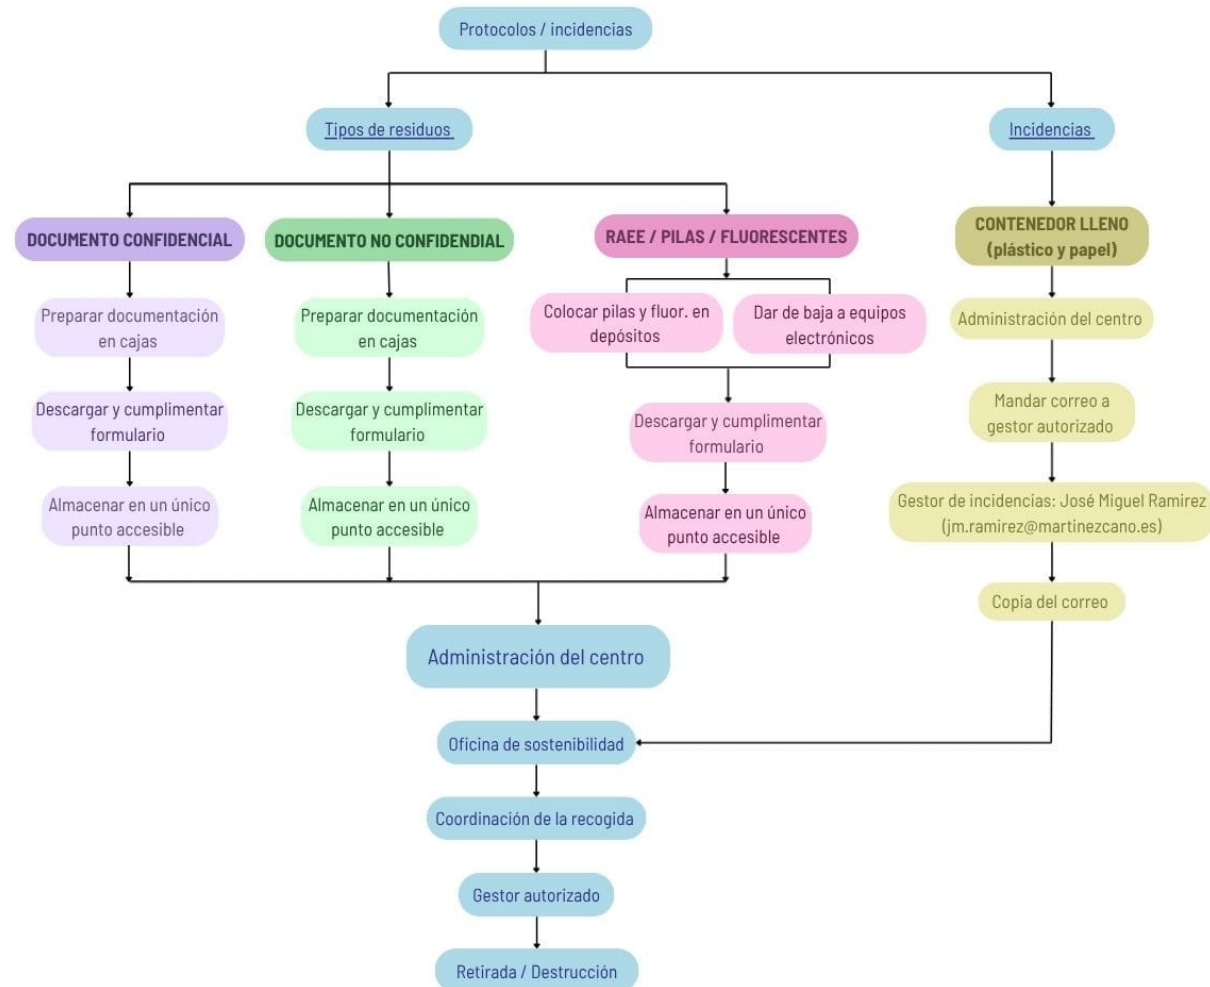 Protocolos / incidencias
Tipos de residuos
Incidencias
DOCUMENTO CONFIDENCIAL
DOCUMENTO NO CONFIDENDIAL
RAEE / PILAS / FLUORESCENTES
CONTENEDOR LLENO
(plástico y papel)
Preparar documentación
en cajas
Preparar documentación
en cajas
Colocar pilas y fluor. en
depósitos
Dar de baja a equipos
electrónicos
Administración del centro
Descargar y cumplimentar
formulario
Descargar y cumplimentar
formulario
Descargar y cumplimentar
formulario
Mandar correo a
gestor autorizado
Almacenar en un único
punto accesible
Almacenar en un único
punto accesible
Almacenar en un único
punto accesible
Gestor de incidencias: José Miguel Ramirez
(jm.ramirez@martinezcano.es)
Copia del correo
Administración del centro
Oficina de sostenibilidad
Coordinación de la recogida
Gestor autorizado
Retirada / Destrucción